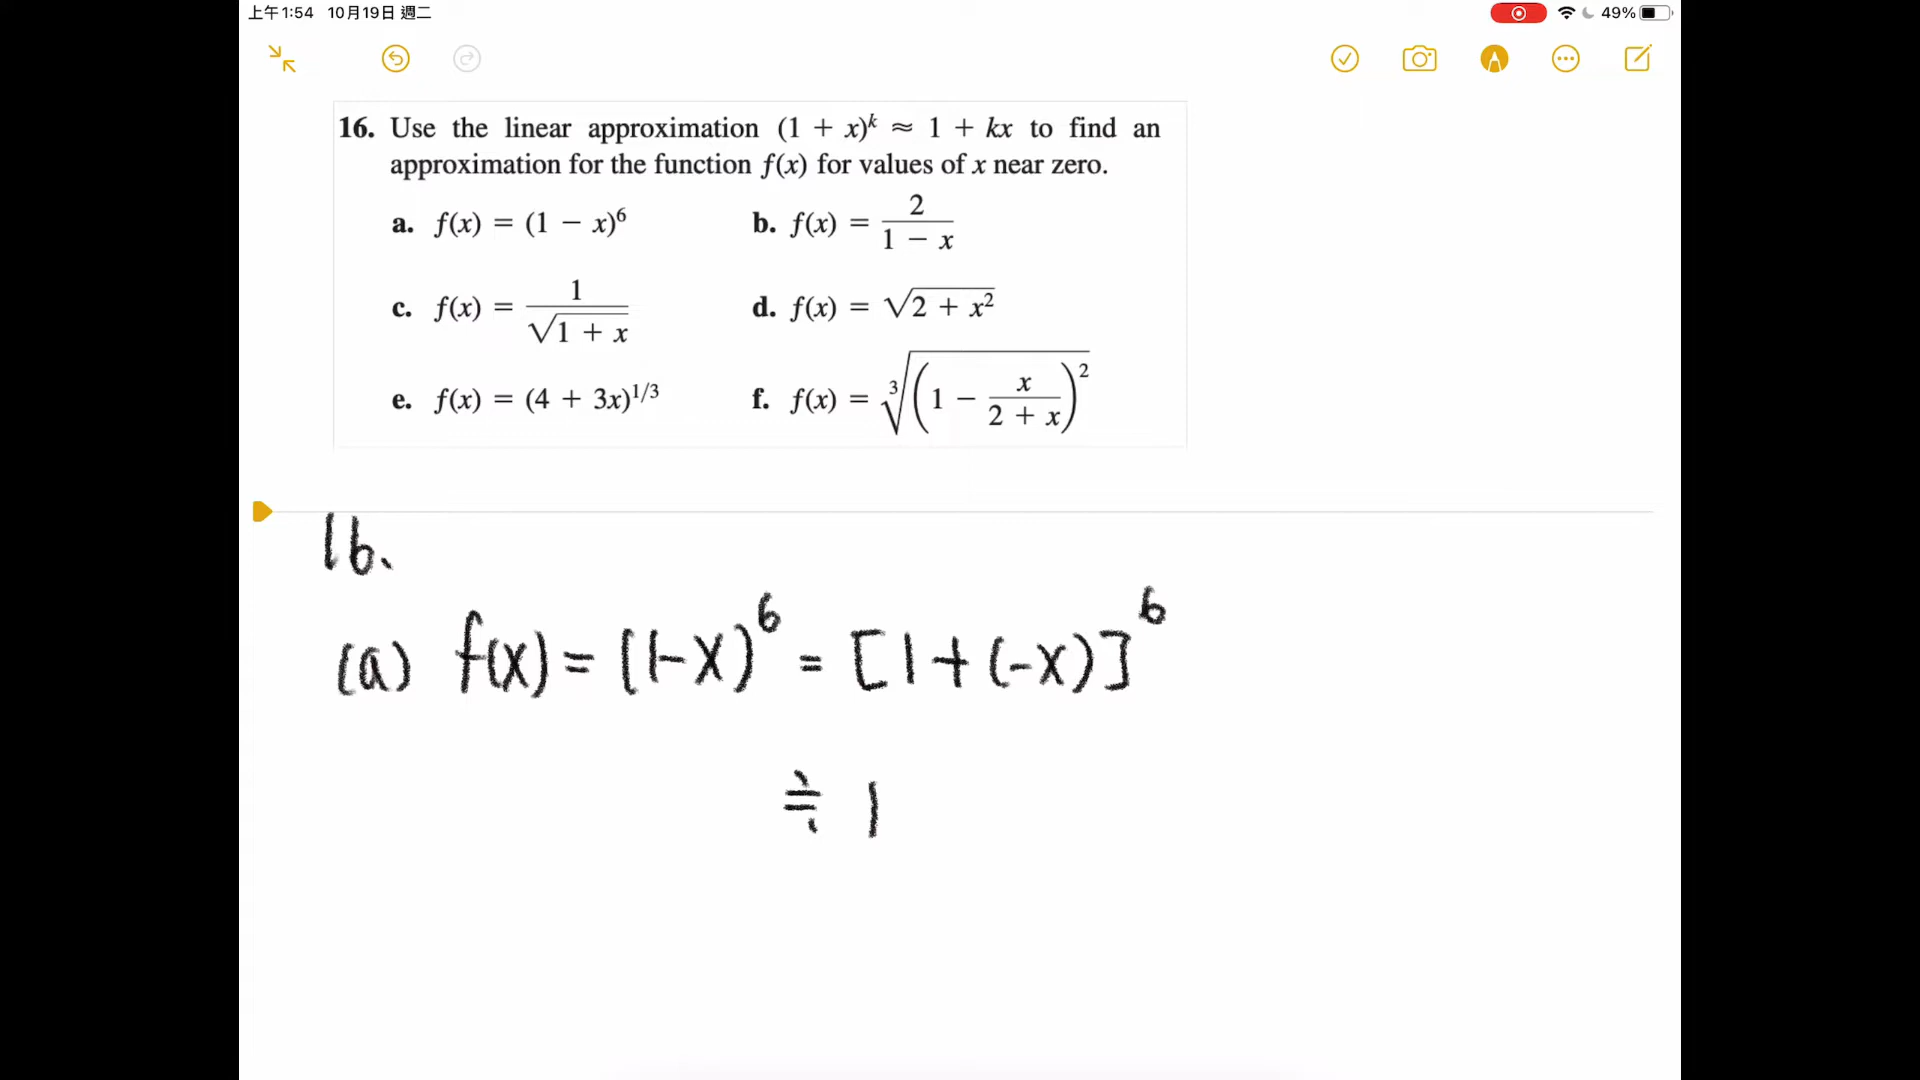 上午1:54 10月19日 週二
49%
16. Use the linear approximation (1 + x)^k ≈ 1 + kx to find an
approximation for the function f(x) for values of x near zero.
a. f(x) = (1 − x)^6 b. f(x) = 2/(1 − x)
c. f(x) = 1/√(1 + x) d. f(x) = √(2 + x²)
e. f(x) = (4 + 3x)^1/3 f. f(x) = ∛((1 − x/(2 + x))²)
16.
(a) f(x) = (1-x)^6 = [1+(-x)]^6
≒ 1